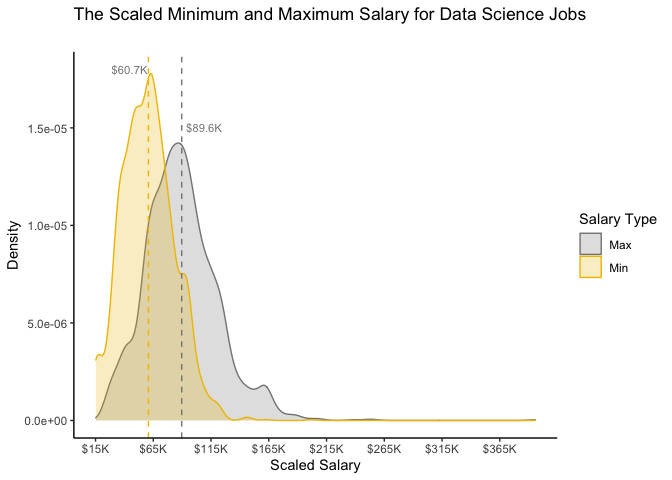 The Scaled Minimum and Maximum Salary for Data Science Jobs
$60.7K
$89.6K
1.5e-05
1.0e-05
5.0e-06
0.0e+00
Density
$15K $65K $115K $165K $215K $265K $315K $365K
Scaled Salary
Salary Type
Max
Min